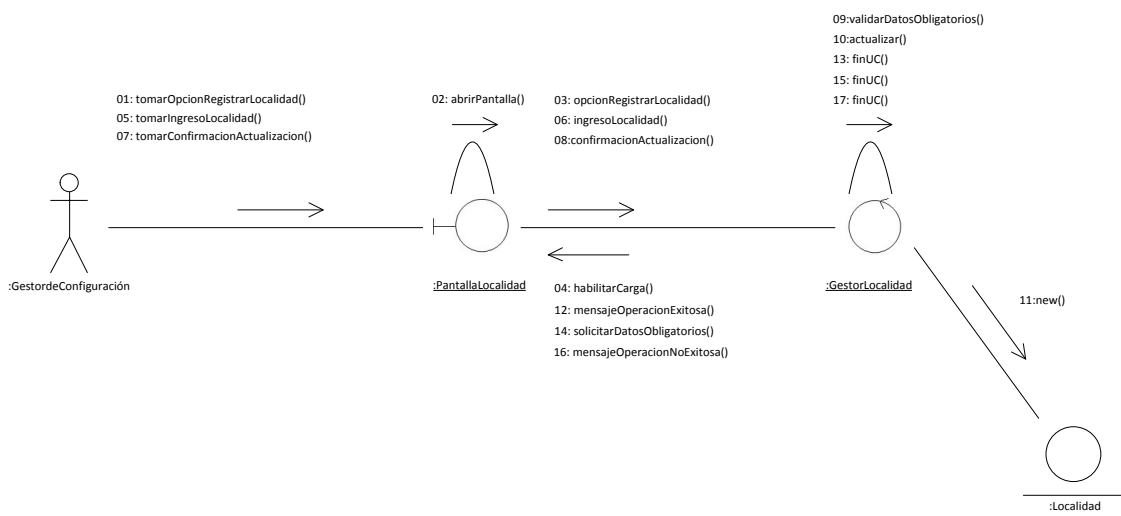 09:validarDatosObligatorios()
10:actualizar()
13: finUC()
15: finUC()
17: finUC()
01: tomarOpcionRegistrarLocalidad()
05: tomarIngresoLocalidad()
07: tomarConfirmacionActualizacion()
02: abrirPantalla()
03: opcionRegistrarLocalidad()
06: ingresoLocalidad()
08:confirmacionActualizacion()
:GestordeConfiguración
:PantallaLocalidad
04: habilitarCarga()
12: mensajeOperacionExitosa()
14: solicitarDatosObligatorios()
16: mensajeOperacionNoExitosa()
:GestorLocalidad
11:new()
:Localidad